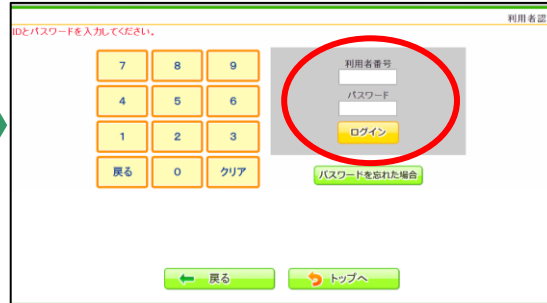 利用者認
IDとパスワードを入力してください。
7 8 9
4 5 6
1 2 3
戻る 0 クリア
利用者番号
パスワード
ログイン
パスワードを忘れた場合
戻る
トップへ